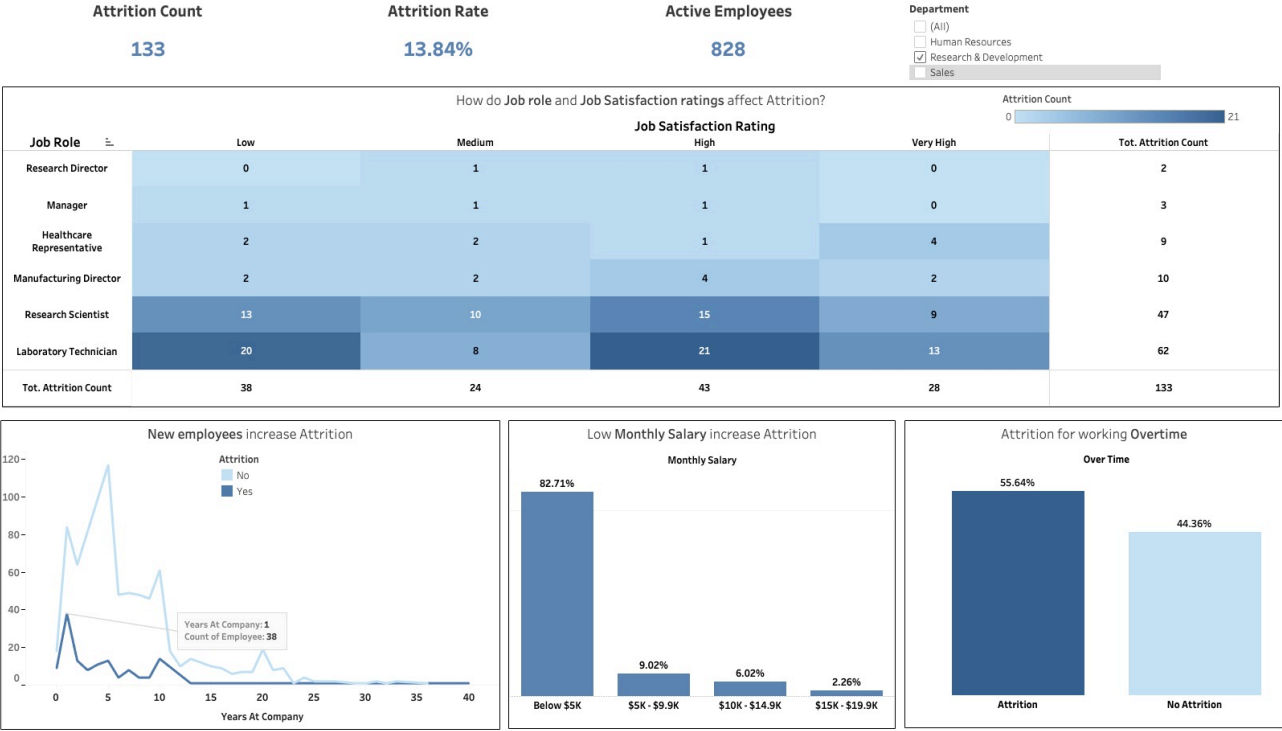 Attrition Count
Attrition Rate
Active Employees
Department
(All)
Human Resources
Research & Development
Sales
133
13.84%
828
How do Job role and Job Satisfaction ratings affect Attrition?
Attrition Count
0
21
Job Satisfaction Rating
Job Role
Low
Medium
High
Very High
Tot. Attrition Count
Research Director 0 1 1 0 2
Manager 1 1 1 0 3
Healthcare
Representative 2 2 1 4 9
Manufacturing Director 2 2 4 2 10
Research Scientist 13 10 15 9 47
Laboratory Technician 20 8 21 13 62
Tot. Attrition Count 38 24 43 28 133
New employees increase Attrition
Attrition
No
Yes
120
100
80
60
40
20
0
Years At Company: 1
Count of Employee: 38
0 5 10 15 20 25 30 35 40
Years At Company
Low Monthly Salary increase Attrition
Monthly Salary
82.71%
9.02%
6.02%
2.26%
Below $5K
$5K - $9.9K
$10K - $14.9K
$15K - $19.9K
Attrition for working Overtime
Over Time
55.64%
44.36%
Attrition
No Attrition